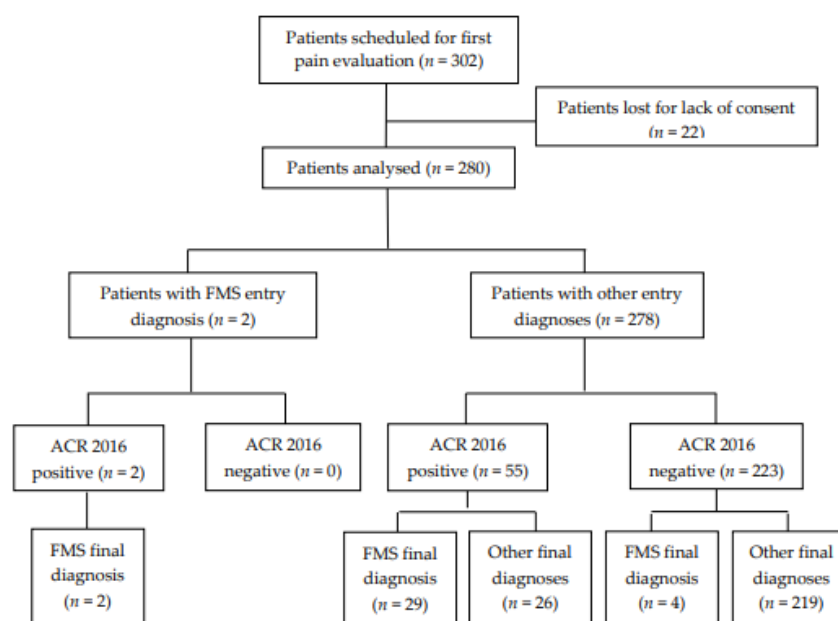 Patients scheduled for first
pain evaluation (n = 302)
Patients lost for lack of consent
(n = 22)
Patients analysed (n = 280)
Patients with FMS entry
diagnosis (n = 2)
Patients with other entry
diagnoses (n = 278)
ACR 2016
positive (n = 2)
ACR 2016
negative (n = 0)
ACR 2016
positive (n = 55)
ACR 2016
negative (n = 223)
FMS final
diagnosis
(n = 2)
FMS final
diagnosis
(n = 29)
Other final
diagnoses
(n = 26)
FMS final
diagnosis
(n = 4)
Other final
diagnoses
(n = 219)